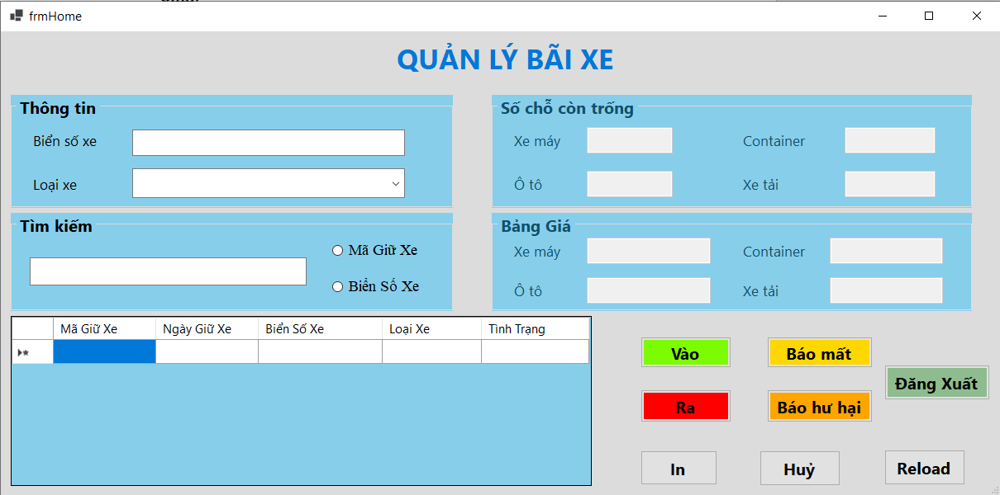 frmHome
QUẢN LÝ BÃI XE
Thông tin
Biển số xe
Loại xe
Số chỗ còn trống
Xe máy
Container
Ô tô
Xe tải
Tìm kiếm
Mã Giữ Xe
Biển Số Xe
Bảng Giá
Xe máy
Container
Ô tô
Xe tải
Mã Giữ Xe Ngày Giữ Xe Biển Số Xe Loại Xe Tình Trạng
Vào
Báo mất
Đăng Xuất
Ra
Báo hư hại
In
Huỷ
Reload